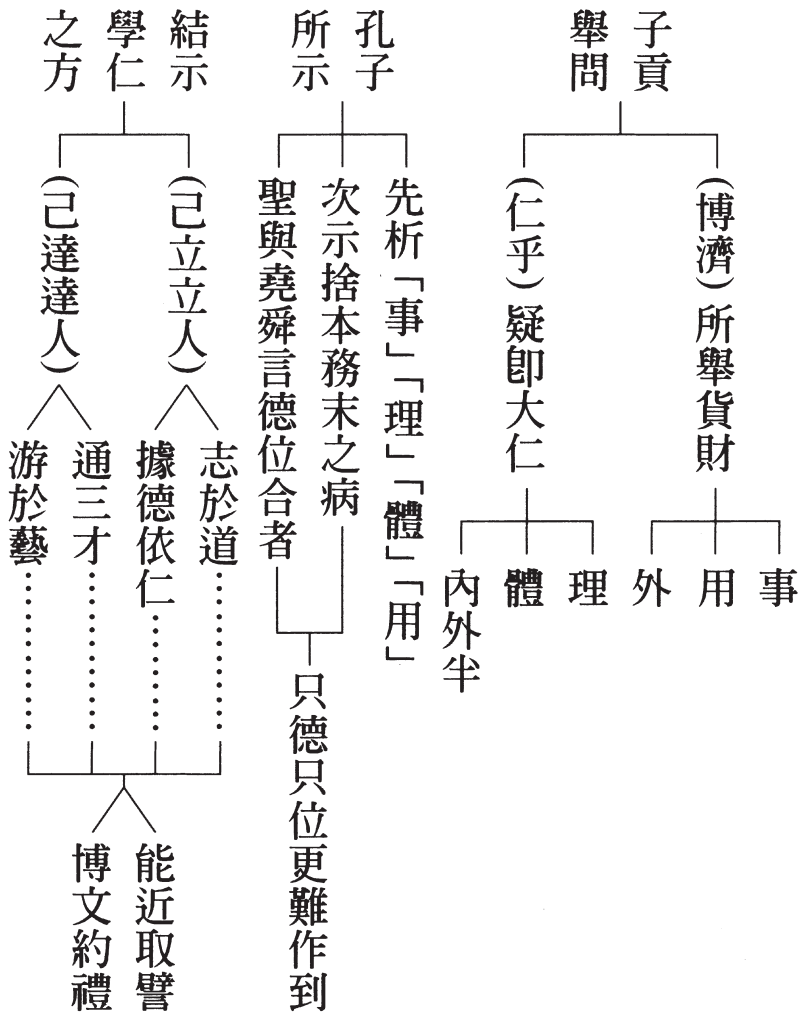 子貢
舉問
（博濟）所舉貨財
事
用
外
（仁乎）疑卽大仁
理
體
內外半
孔子
所示
先析「事」「理」「體」「用」
次示捨本務末之病
聖與堯舜言德位合者
只德只位更難作到
結示
學仁
之方
（己立立人）
志於道
據德依仁
（己達達人）
通三才
游於藝
能近取譬
博文約禮